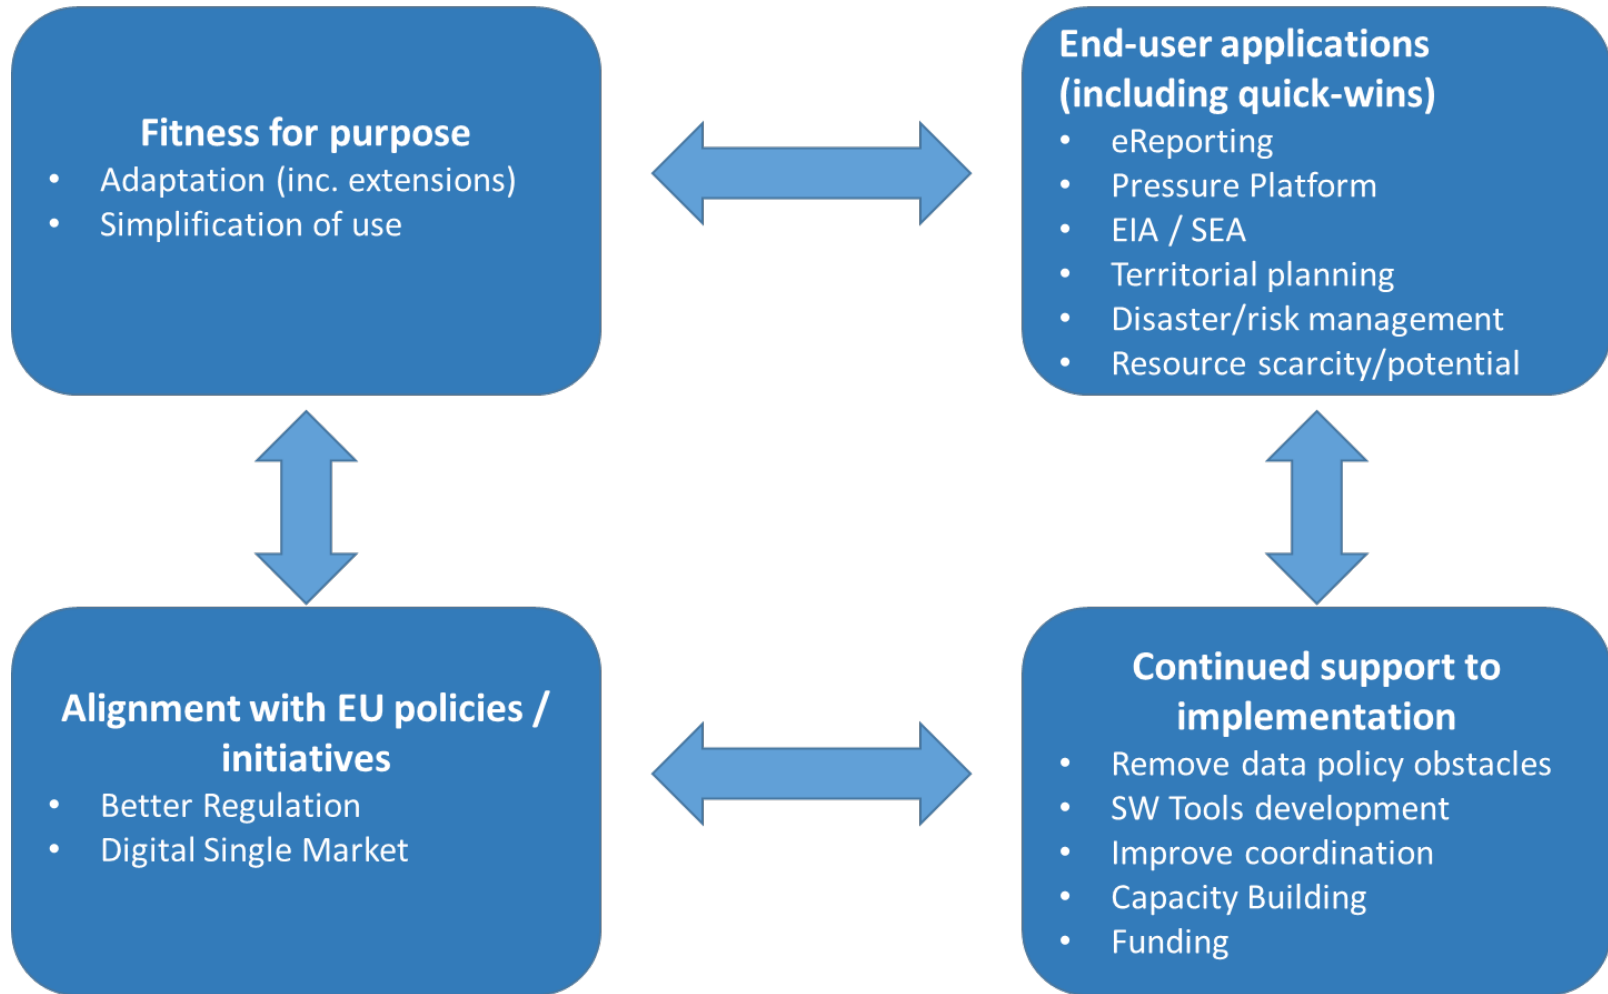 Fitness for purpose
• Adaptation (inc. extensions)
• Simplification of use
End-user applications
(including quick-wins)
• eReporting
• Pressure Platform
• EIA / SEA
• Territorial planning
• Disaster/risk management
• Resource scarcity/potential
Alignment with EU policies /
initiatives
• Better Regulation
• Digital Single Market
Continued support to
implementation
• Remove data policy obstacles
• SW Tools development
• Improve coordination
• Capacity Building
• Funding